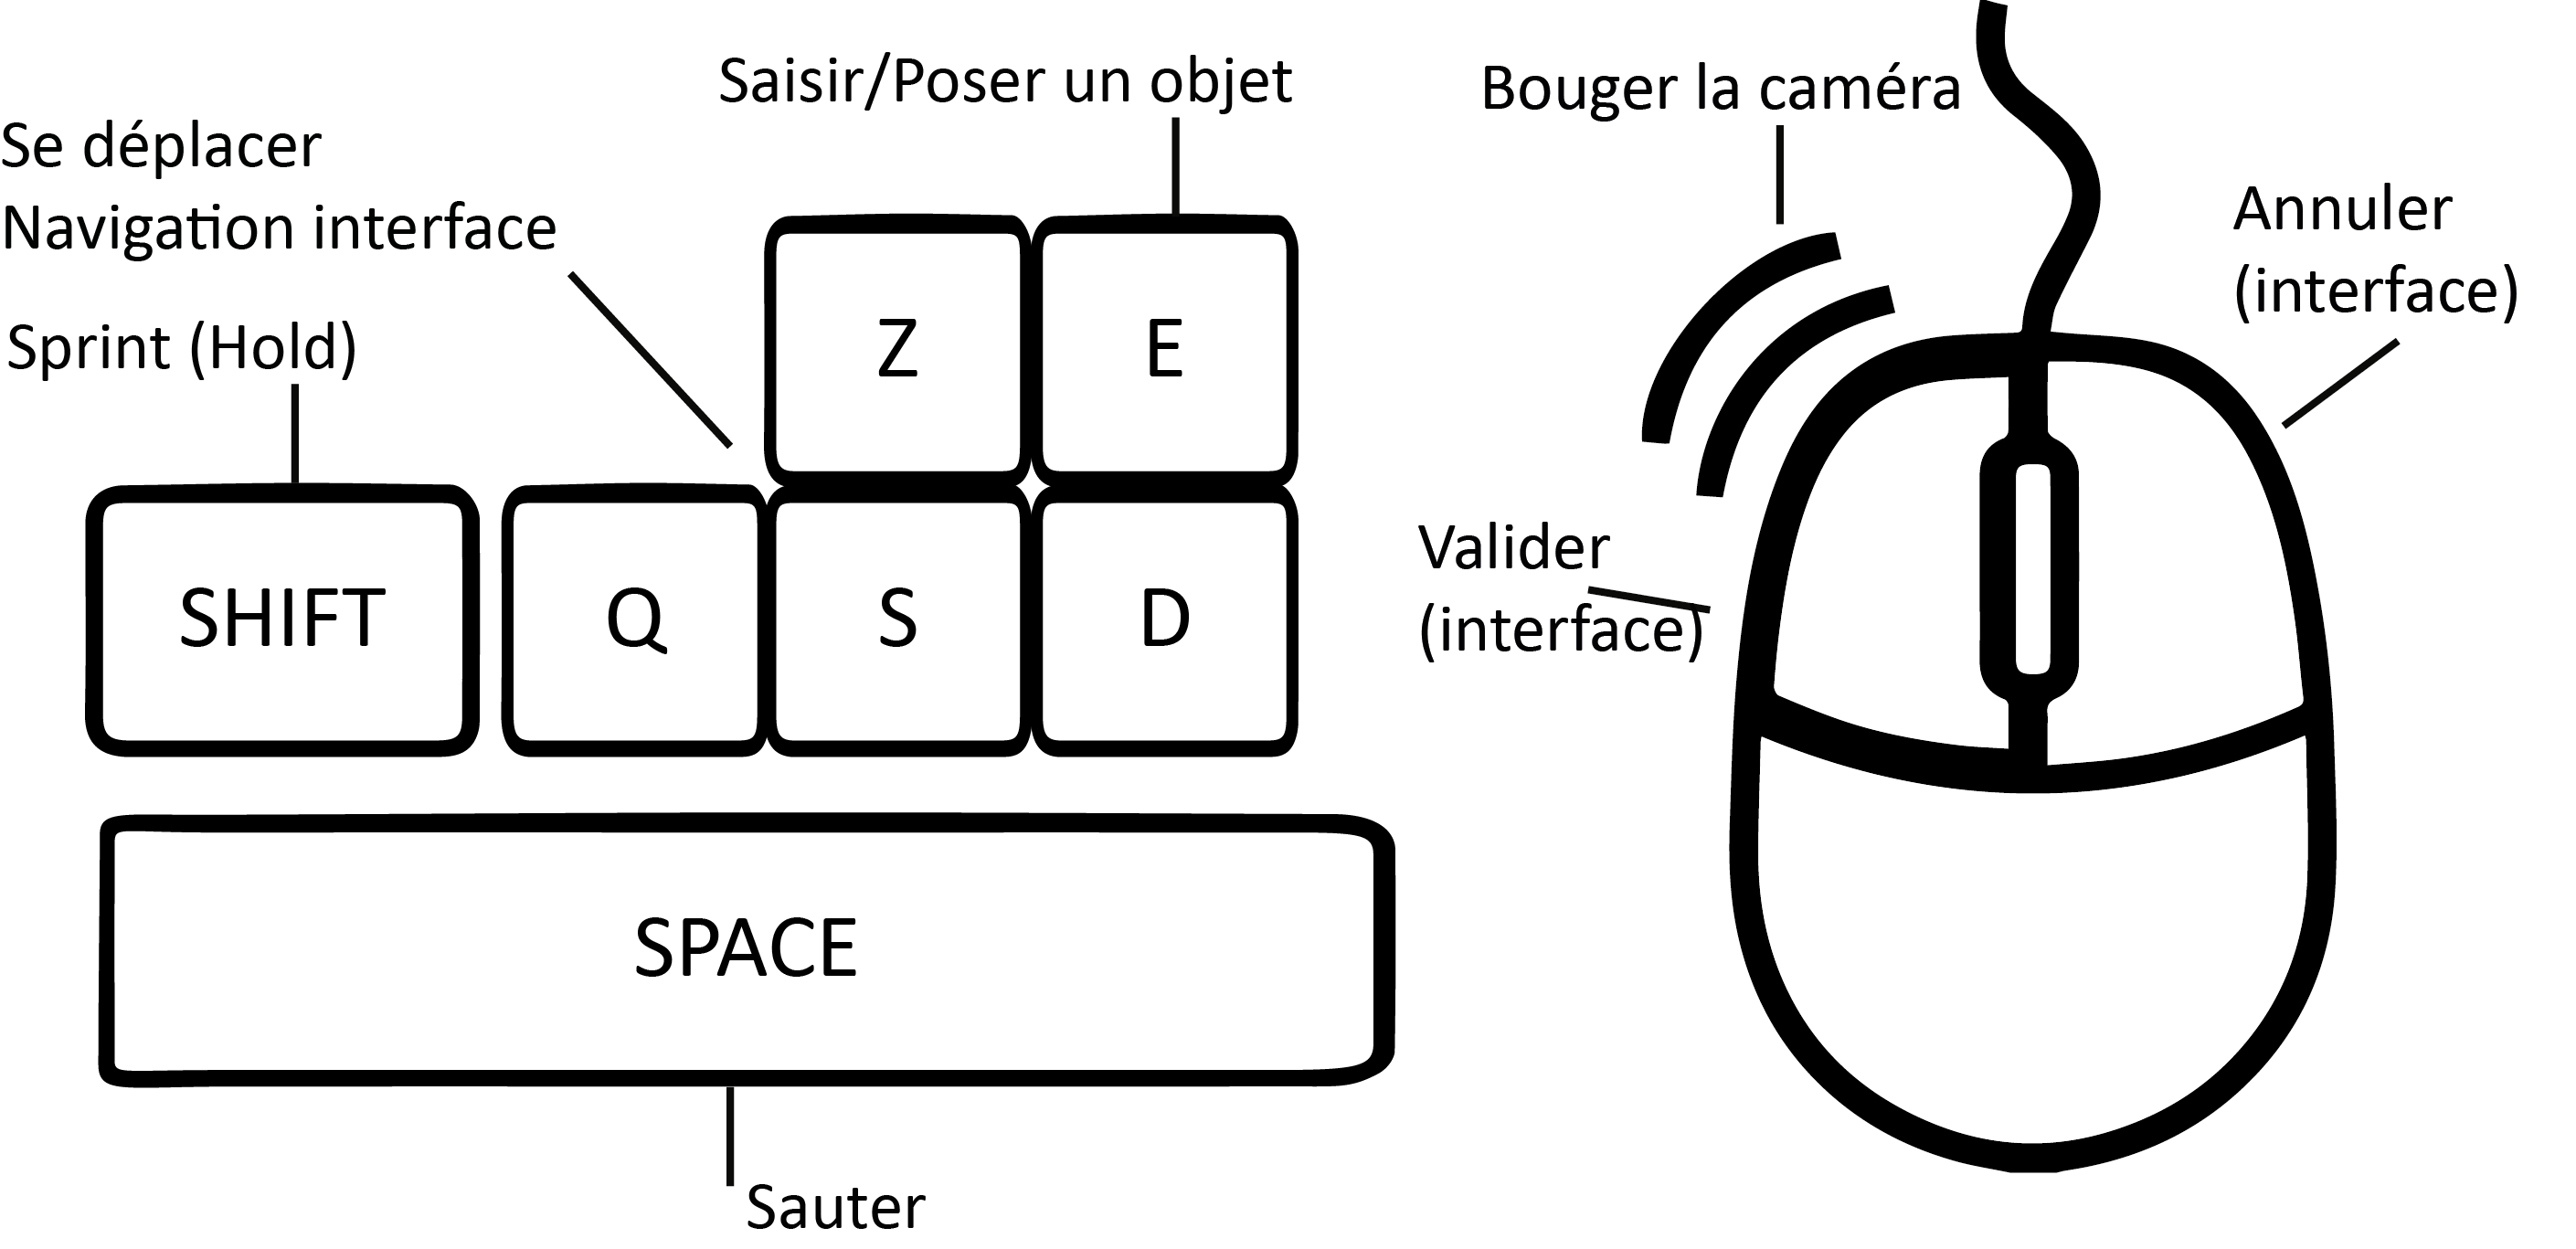 Saisir/Poser un objet
Se déplacer
Navigation interface
Sprint (Hold)
Z
E
SHIFT
Q
S
D
SPACE
Sauter
Bouger la caméra
Annuler
(interface)
Valider
(interface)